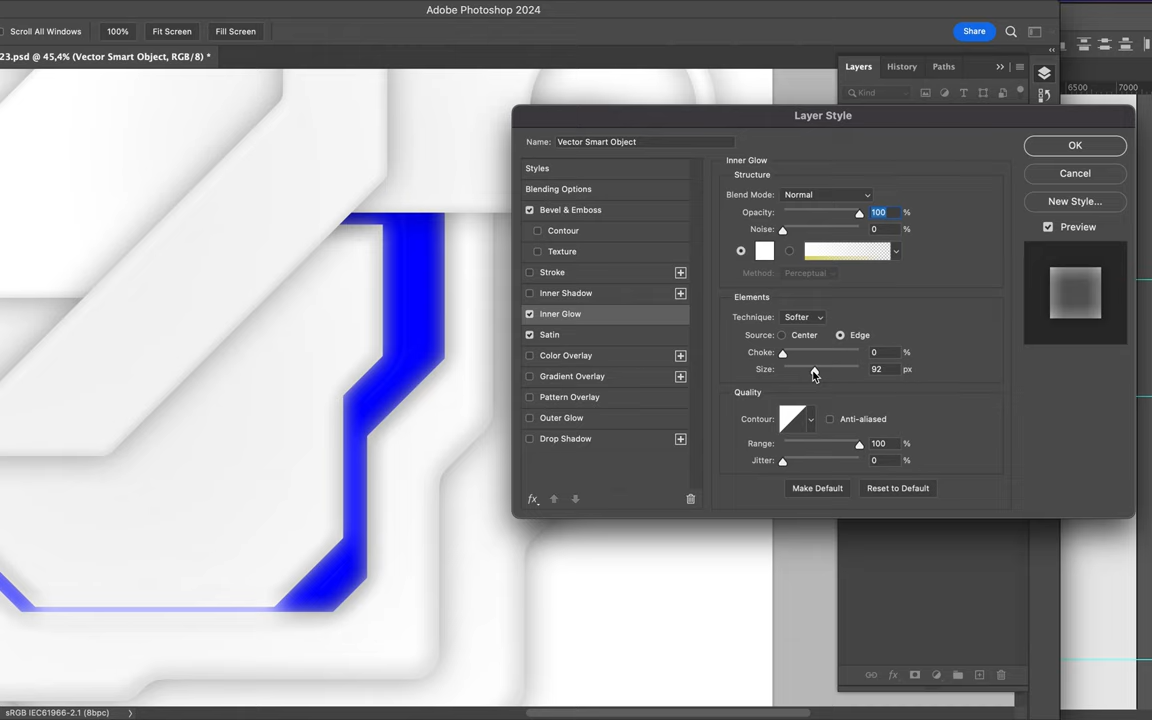 Adobe Photoshop 2024
Scroll All Windows 100% Fit Screen Fill Screen Share
23.psd @ 45,4% (Vector Smart Object, RGB/8) *
Layers History Paths
Kind
6500 7000
Layer Style
Name: Vector Smart Object
Styles
Blending Options
Bevel & Emboss
Contour
Texture
Stroke
Inner Shadow
Inner Glow
Satin
Color Overlay
Gradient Overlay
Pattern Overlay
Outer Glow
Drop Shadow
fx
Inner Glow
Structure
Blend Mode: Normal
Opacity: 100 %
Noise: 0 %
Method: Perceptual
Elements
Technique: Softer
Source: Center Edge
Choke: 0 %
Size: 92 px
Quality
Contour: Anti-aliased
Range: 100 %
Jitter: 0 %
Make Default Reset to Default
OK
Cancel
New Style...
Preview
fx
sRGB IEC61966-2.1 (8bpc)